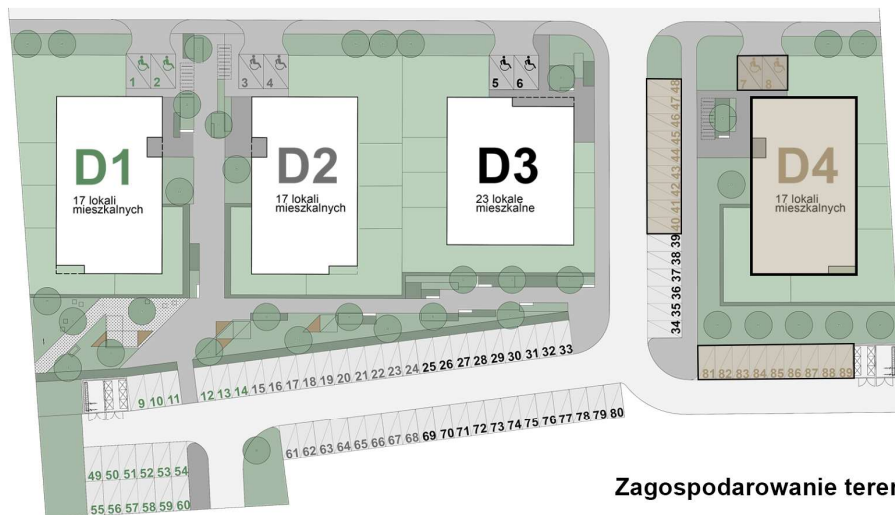 1 2
3 4
5 6
7 8
D1
17 lokali
mieszkalnych
D2
17 lokali
mieszkalnych
D3
23 lokale
mieszkalne
D4
17 lokali
mieszkalnych
48
47
46
45
44
43
42
41
40
39
38
37
36
35
34
9 10 11
12 13 14 15 16 17 18 19 20 21 22 23 24 25 26 27 28 29 30 31 32 33
81 82 83 84 85 86 87 88 89
61 62 63 64 65 66 67 68 69 70 71 72 73 74 75 76 77 78 79 80
49 50 51 52 53 54
55 56 57 58 59 60
Zagospodarowanie teren